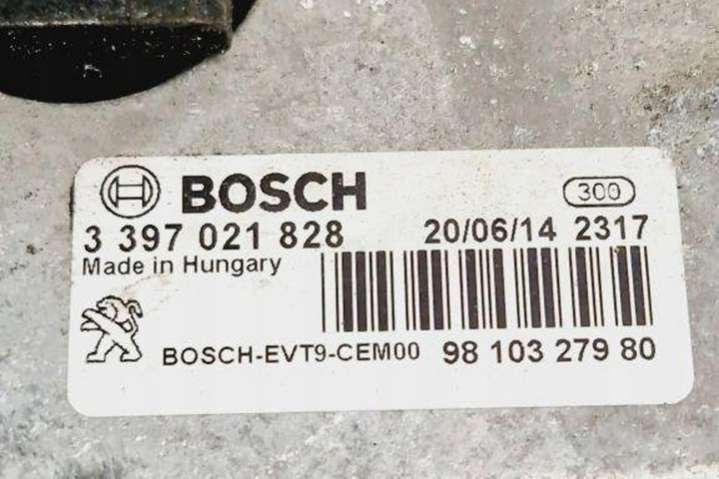 BOSCH 300
3 397 021 828 20/06/14 2317
Made in Hungary
BOSCH-EVT9-CEM00 98 103 279 80